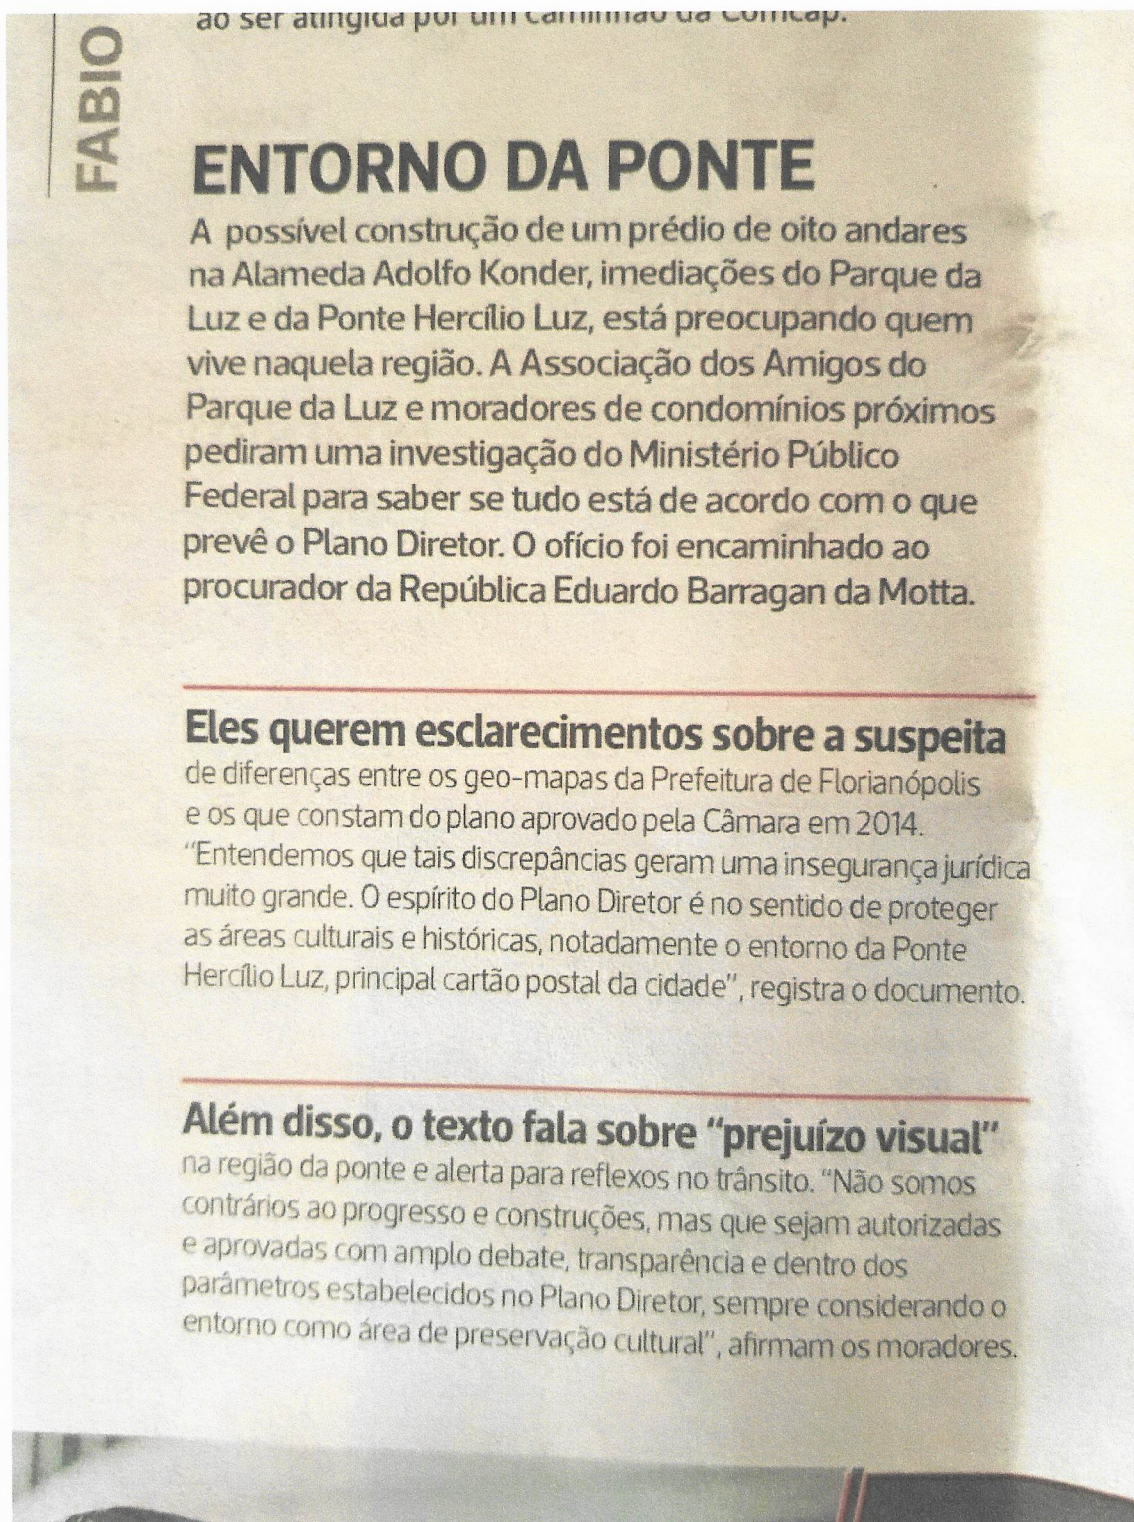 ao ser atingida por um caminhão da Comcap.
FABIO
ENTORNO DA PONTE
A possível construção de um prédio de oito andares
na Alameda Adolfo Konder, imediações do Parque da
Luz e da Ponte Hercílio Luz, está preocupando quem
vive naquela região. A Associação dos Amigos do
Parque da Luz e moradores de condomínios próximos
pediram uma investigação do Ministério Público
Federal para saber se tudo está de acordo com o que
prevê o Plano Diretor. O ofício foi encaminhado ao
procurador da República Eduardo Barragan da Motta.
Eles querem esclarecimentos sobre a suspeita
de diferenças entre os geo-mapas da Prefeitura de Florianópolis
e os que constam do plano aprovado pela Câmara em 2014.
“Entendemos que tais discrepâncias geram uma insegurança jurídica
muito grande. O espírito do Plano Diretor é no sentido de proteger
as áreas culturais e históricas, notadamente o entorno da Ponte
Hercílio Luz, principal cartão postal da cidade”, registra o documento.
Além disso, o texto fala sobre “prejuízo visual”
na região da ponte e alerta para reflexos no trânsito. “Não somos
contrários ao progresso e construções, mas que sejam autorizadas
e aprovadas com amplo debate, transparência e dentro dos
parâmetros estabelecidos no Plano Diretor, sempre considerando o
entorno como área de preservação cultural”, afirmam os moradores.